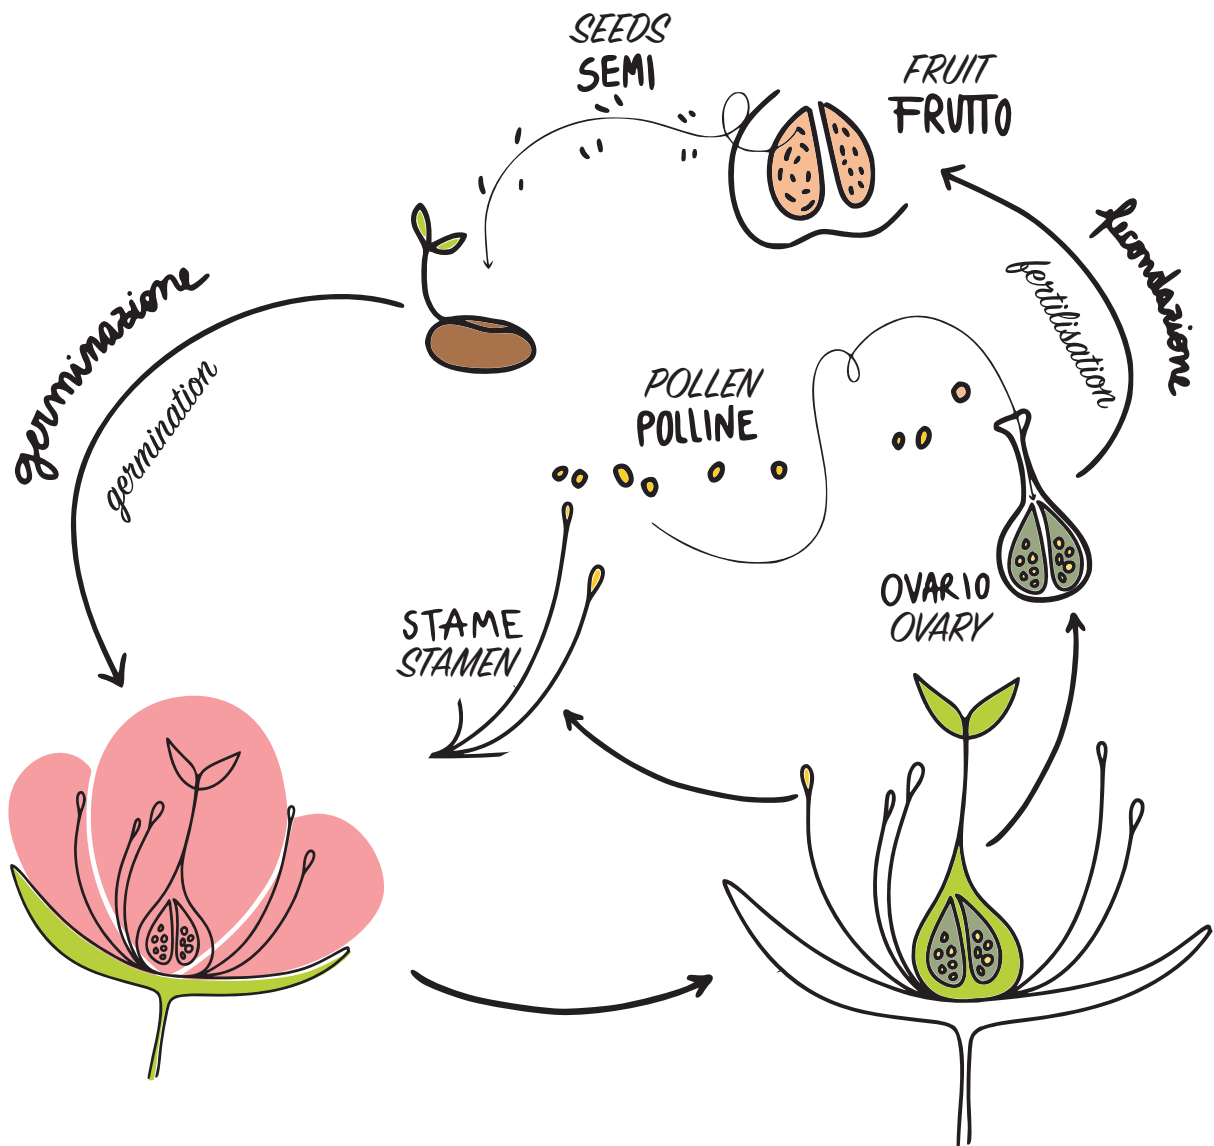 SEEDS
SEMI
FRUIT
FRUTTO
fecondazione
fertilisation
germinazione
germination
POLLEN
POLLINE
OVARIO
OVARY
STAME
STAMEN